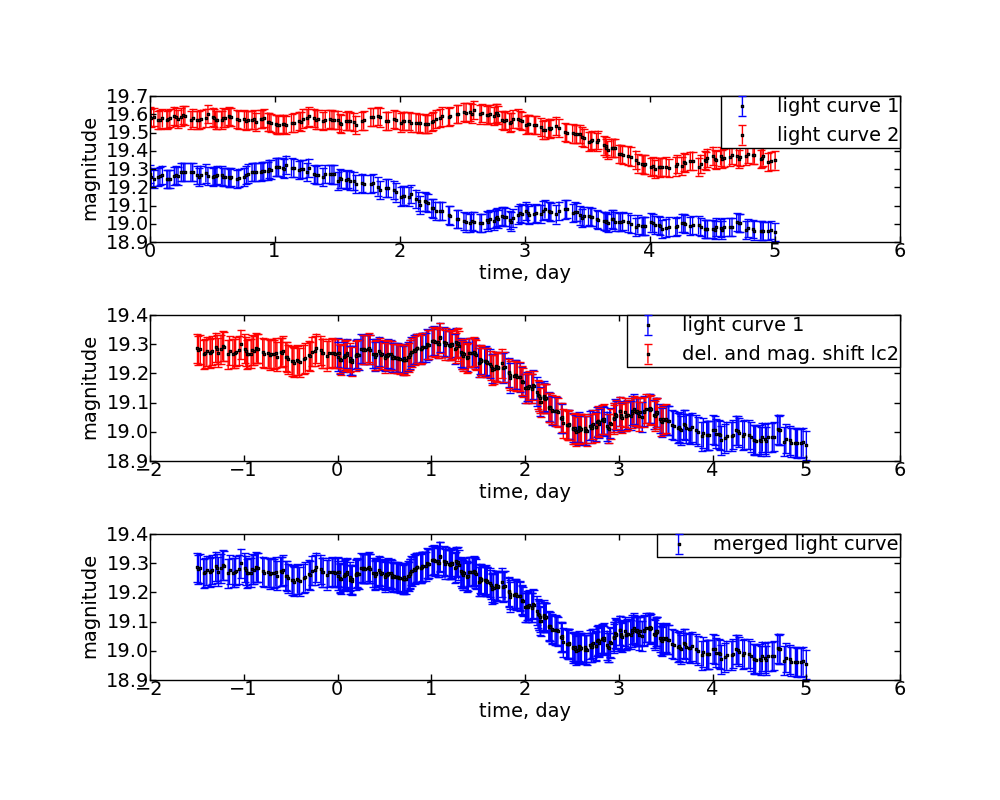 19.7
19.6
19.5
19.4
19.3
19.2
19.1
19.0
18.9
magnitude
light curve 1
light curve 2
0 1 2 3 4 5 6
time, day
19.4
19.3
19.2
19.1
19.0
18.9
magnitude
light curve 1
del. and mag. shift lc2
−2 −1 0 1 2 3 4 5 6
time, day
19.4
19.3
19.2
19.1
19.0
18.9
magnitude
merged light curve
−2 −1 0 1 2 3 4 5 6
time, day